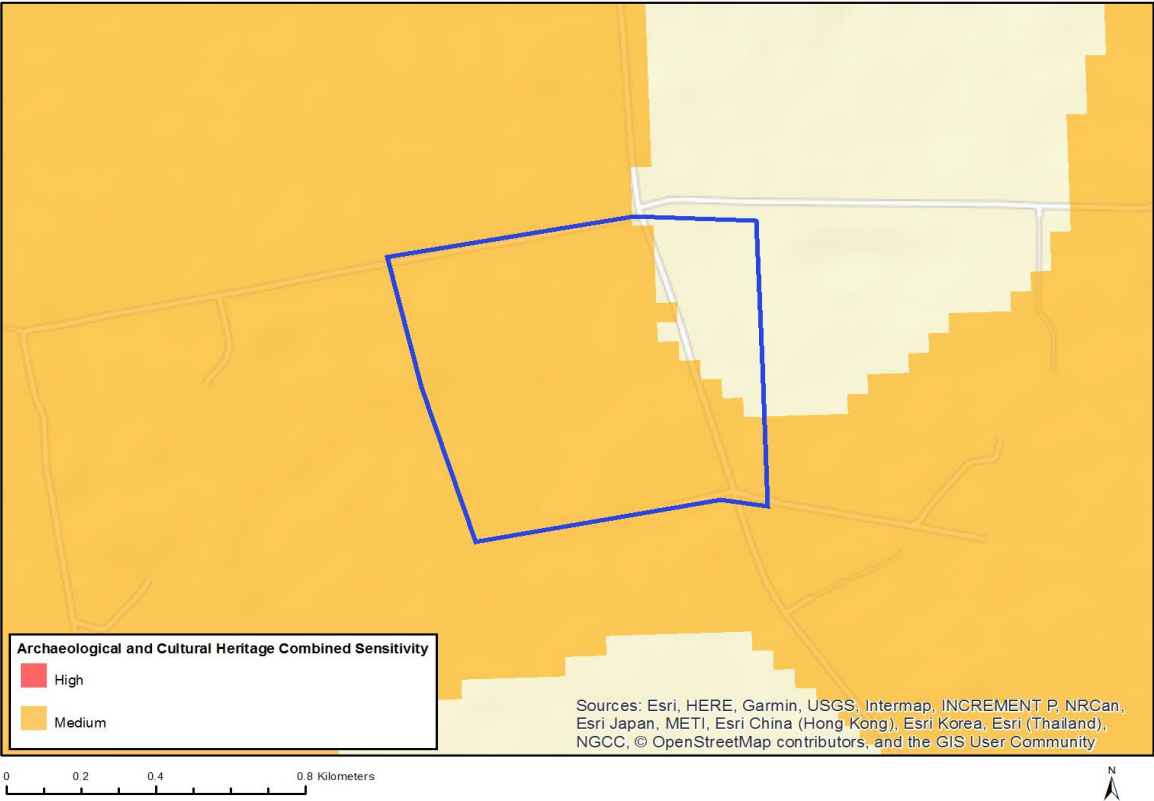 Archaeological and Cultural Heritage Combined Sensitivity
High
Medium
Sources: Esri, HERE, Garmin, USGS, Intermap, INCREMENT P, NRCan,
Esri Japan, METI, Esri China (Hong Kong), Esri Korea, Esri (Thailand),
NGCC, © OpenStreetMap contributors, and the GIS User Community
0 0.2 0.4 0.8 Kilometers
N